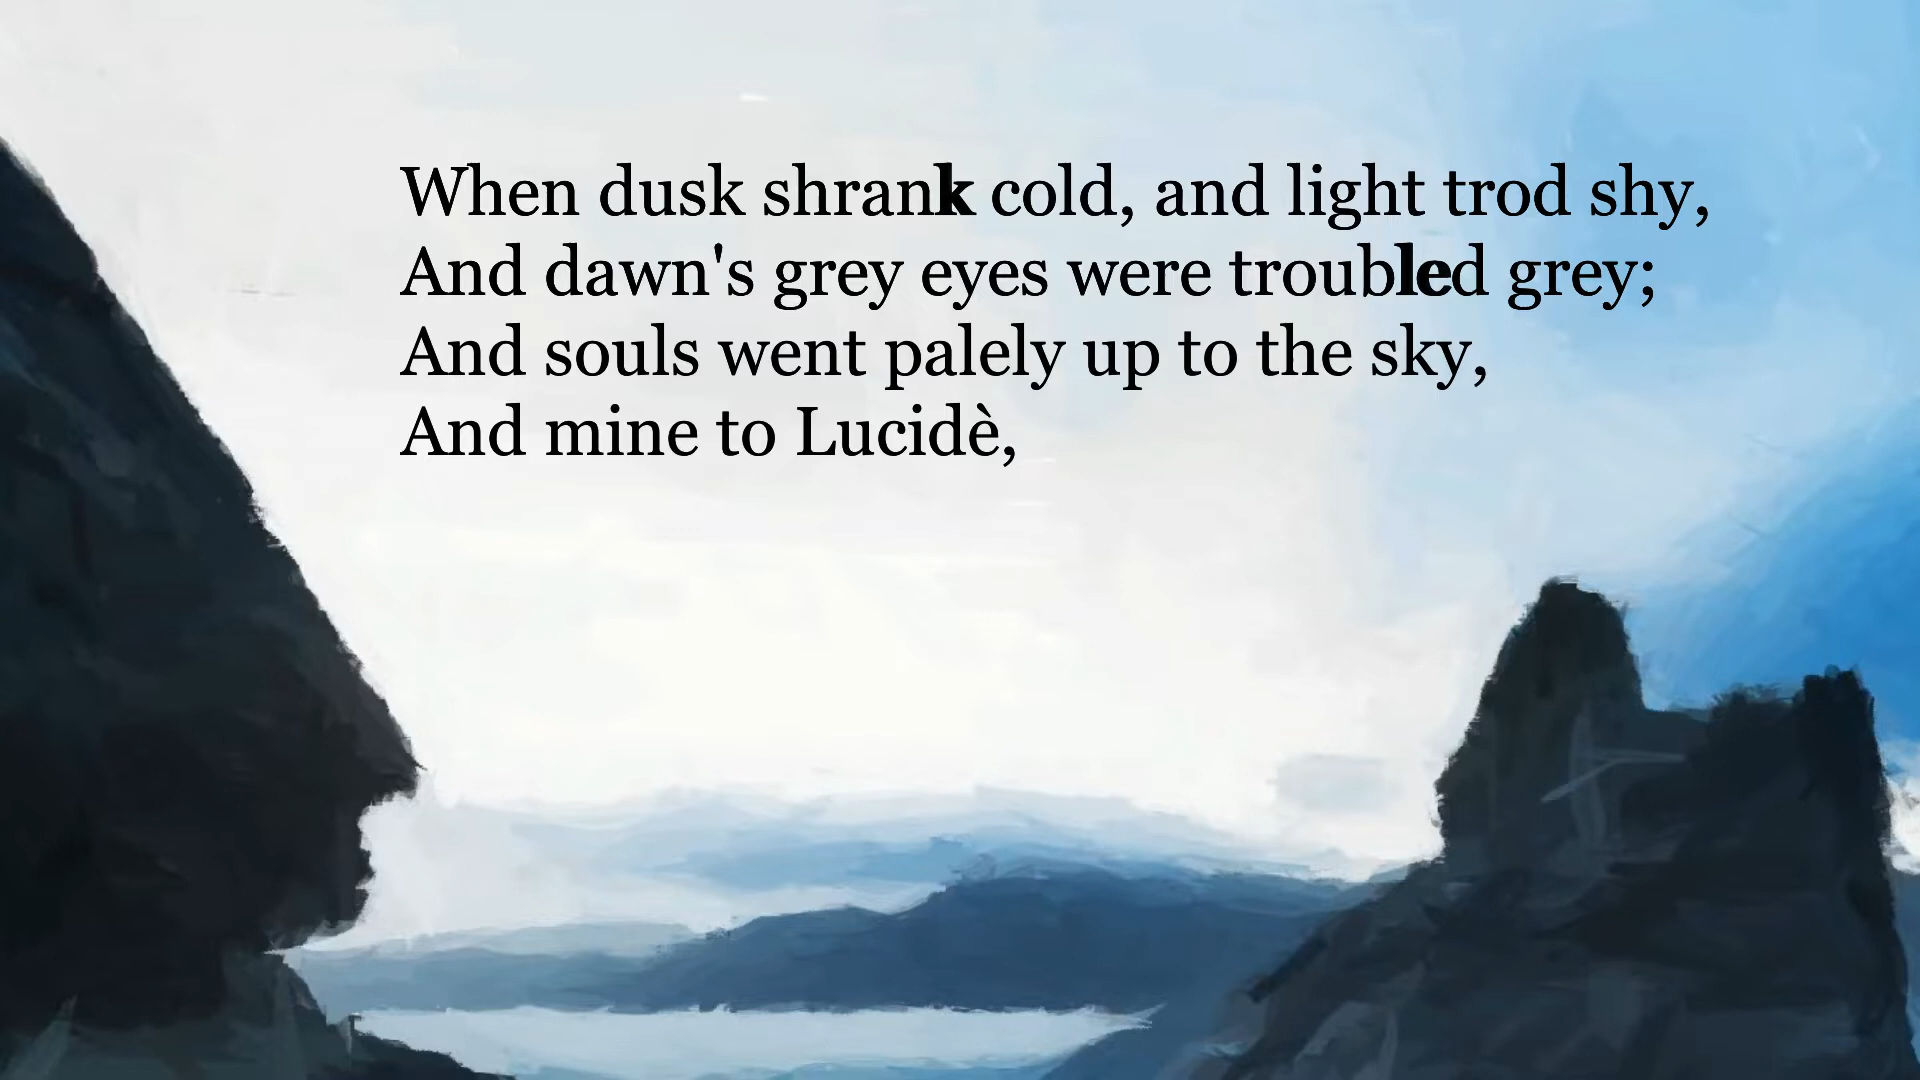 When dusk shrank cold, and light trod shy,
And dawn's grey eyes were troubled grey;
And souls went palely up to the sky,
And mine to Lucidè,